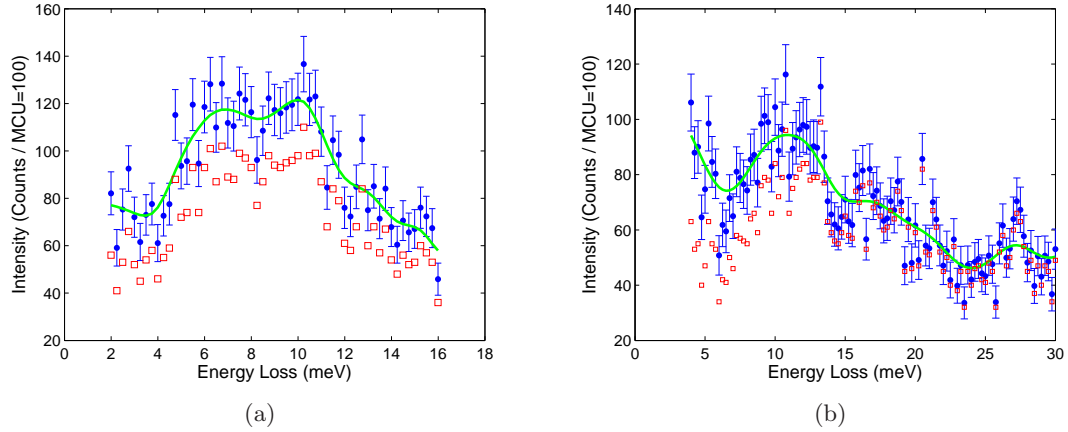 160
140
120
100
80
60
40
20
Intensity (Counts / MCU=100)
0 2 4 6 8 10 12 14 16 18
Energy Loss (meV)
(a)
140
120
100
80
60
40
20
Intensity (Counts / MCU=100)
0 5 10 15 20 25 30
Energy Loss (meV)
(b)